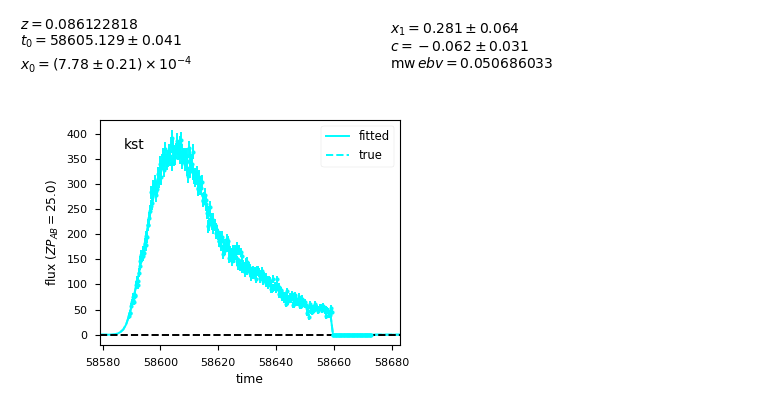 z = 0.086122818
t₀ = 58605.129 ± 0.041
x₀ = (7.78 ± 0.21) × 10⁻⁴
x₁ = 0.281 ± 0.064
c = −0.062 ± 0.031
mw ebv = 0.050686033
kst
fitted
true
400
350
300
250
200
150
100
50
0
flux (ZP_AB = 25.0)
58580 58600 58620 58640 58660 58680
time